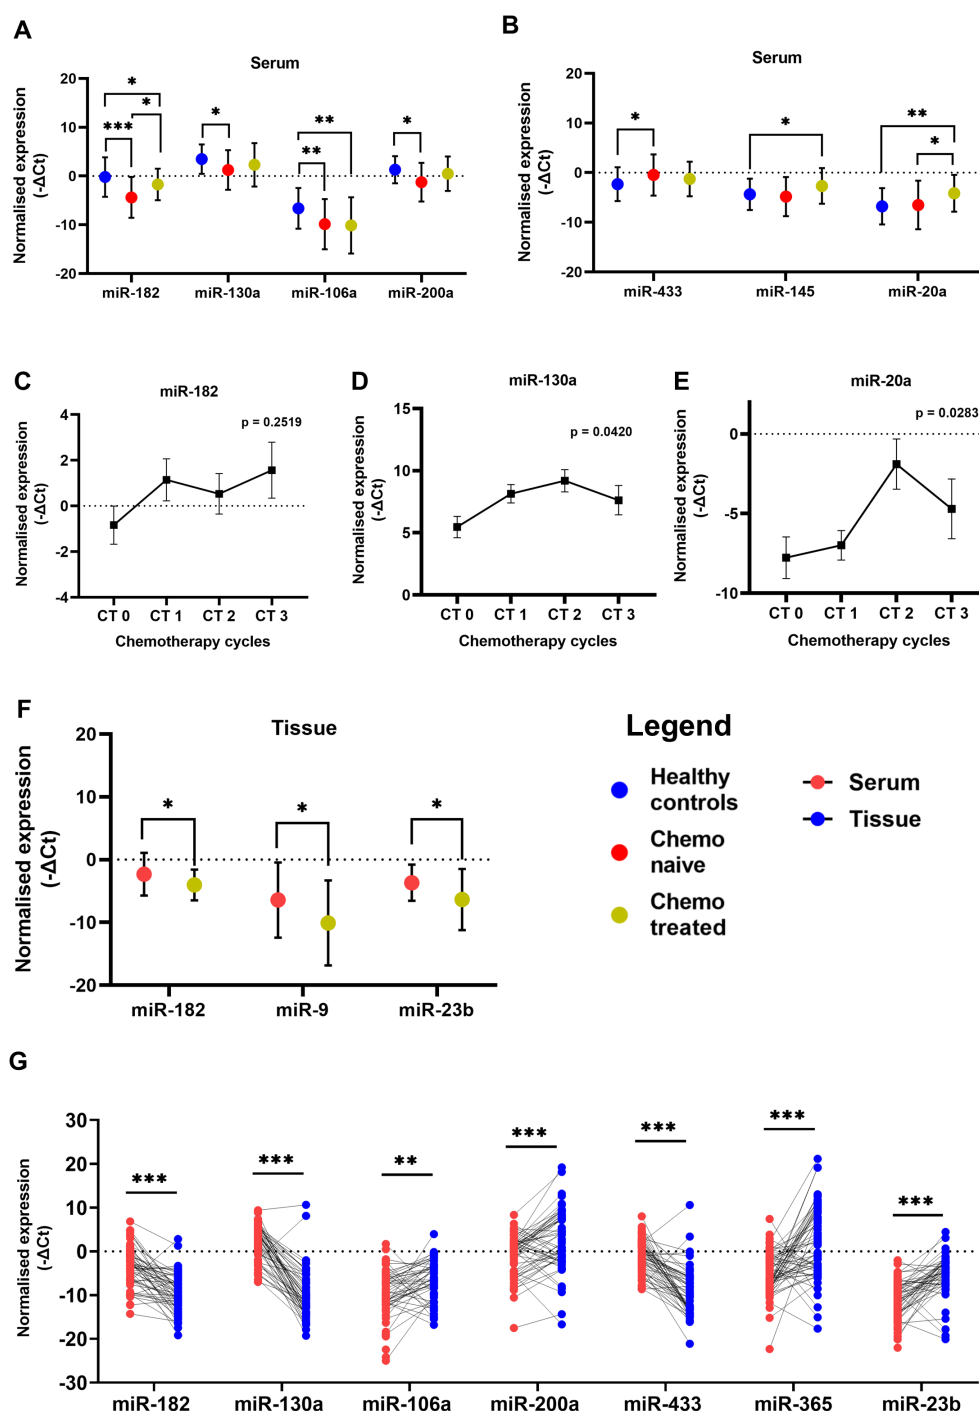 A
Serum
Normalised expression
(-ΔCt)
20
10
0
-10
-20
*
*
***
*
**
**
*
miR-182
miR-130a
miR-106a
miR-200a
B
Serum
Normalised expression
(-ΔCt)
20
10
0
-10
-20
*
*
**
*
miR-433
miR-145
miR-20a
C
miR-182
Normalised expression
(-ΔCt)
4
2
0
-2
-4
p = 0.2519
CT 0
CT 1
CT 2
CT 3
Chemotherapy cycles
D
miR-130a
Normalised expression
(-ΔCt)
15
10
5
0
p = 0.0420
CT 0
CT 1
CT 2
CT 3
Chemotherapy cycles
E
miR-20a
Normalised expression
(-ΔCt)
0
-5
-10
p = 0.0283
CT 0
CT 1
CT 2
CT 3
Chemotherapy cycles
F
Tissue
Normalised expression
(-ΔCt)
20
10
0
-10
-20
*
*
*
miR-182
miR-9
miR-23b
Legend
Healthy
controls
Chemo
naive
Chemo
treated
Serum
Tissue
G
Normalised expression
(-ΔCt)
30
20
10
0
-10
-20
-30
***
***
**
***
***
***
***
miR-182
miR-130a
miR-106a
miR-200a
miR-433
miR-365
miR-23b